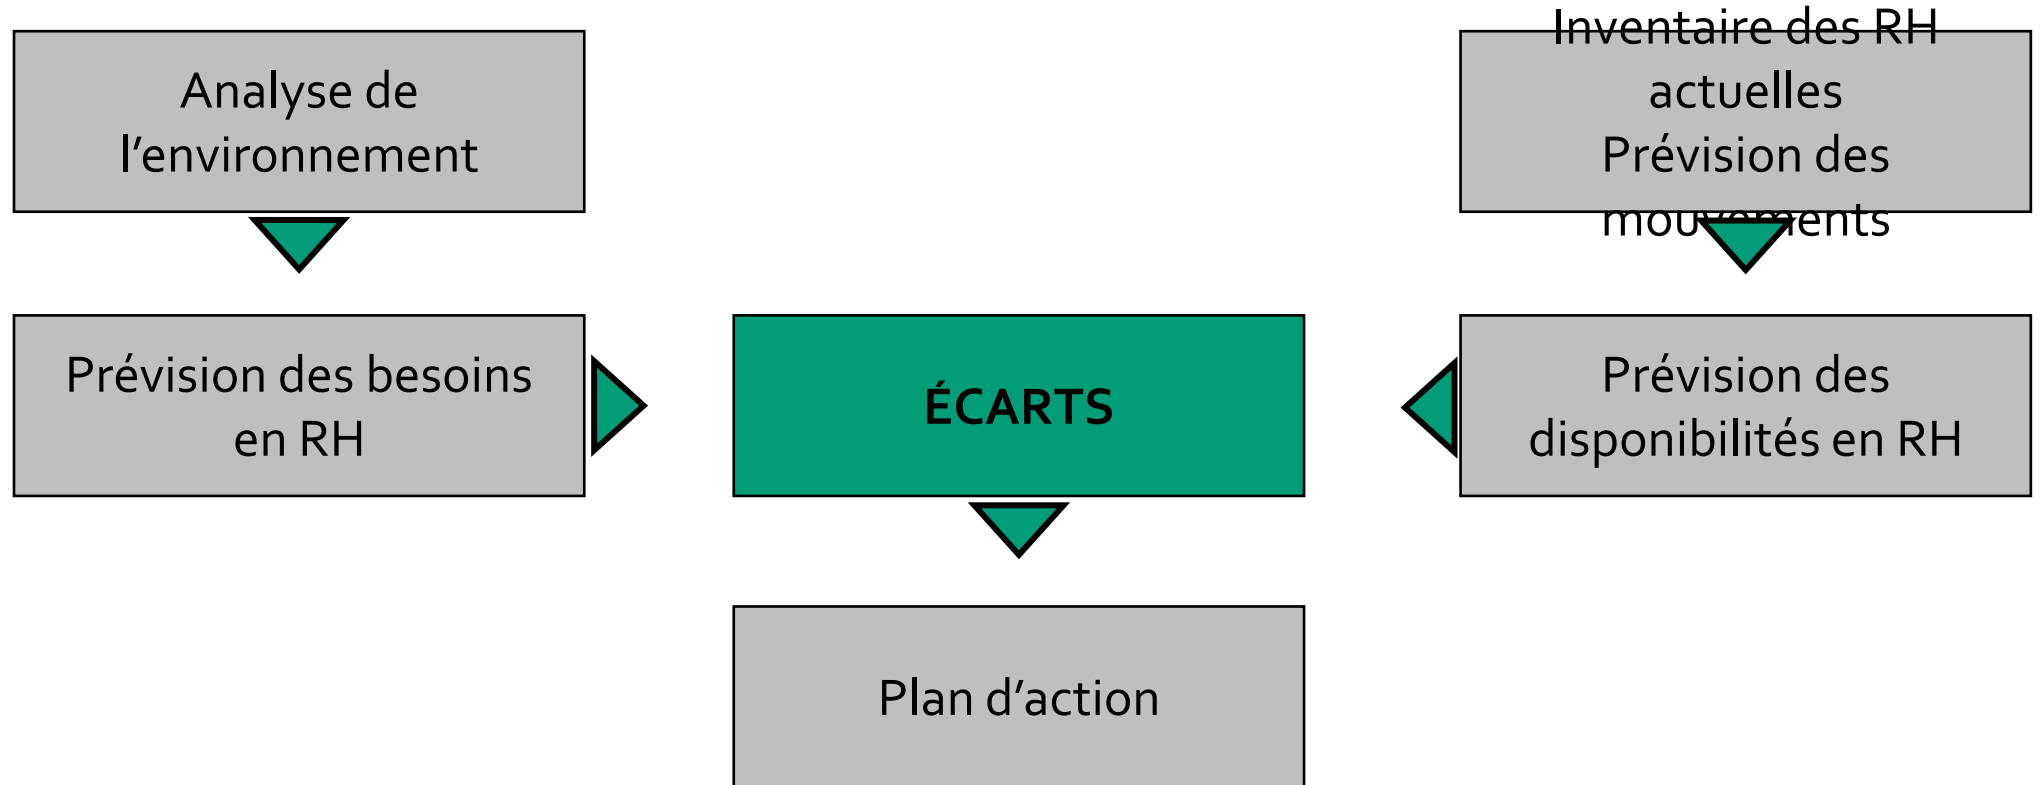 Analyse de
l’environnement
Inventaire des RH
actuelles
Prévision des
mouvements
Prévision des besoins
en RH
ÉCARTS
Prévision des
disponibilités en RH
Plan d’action